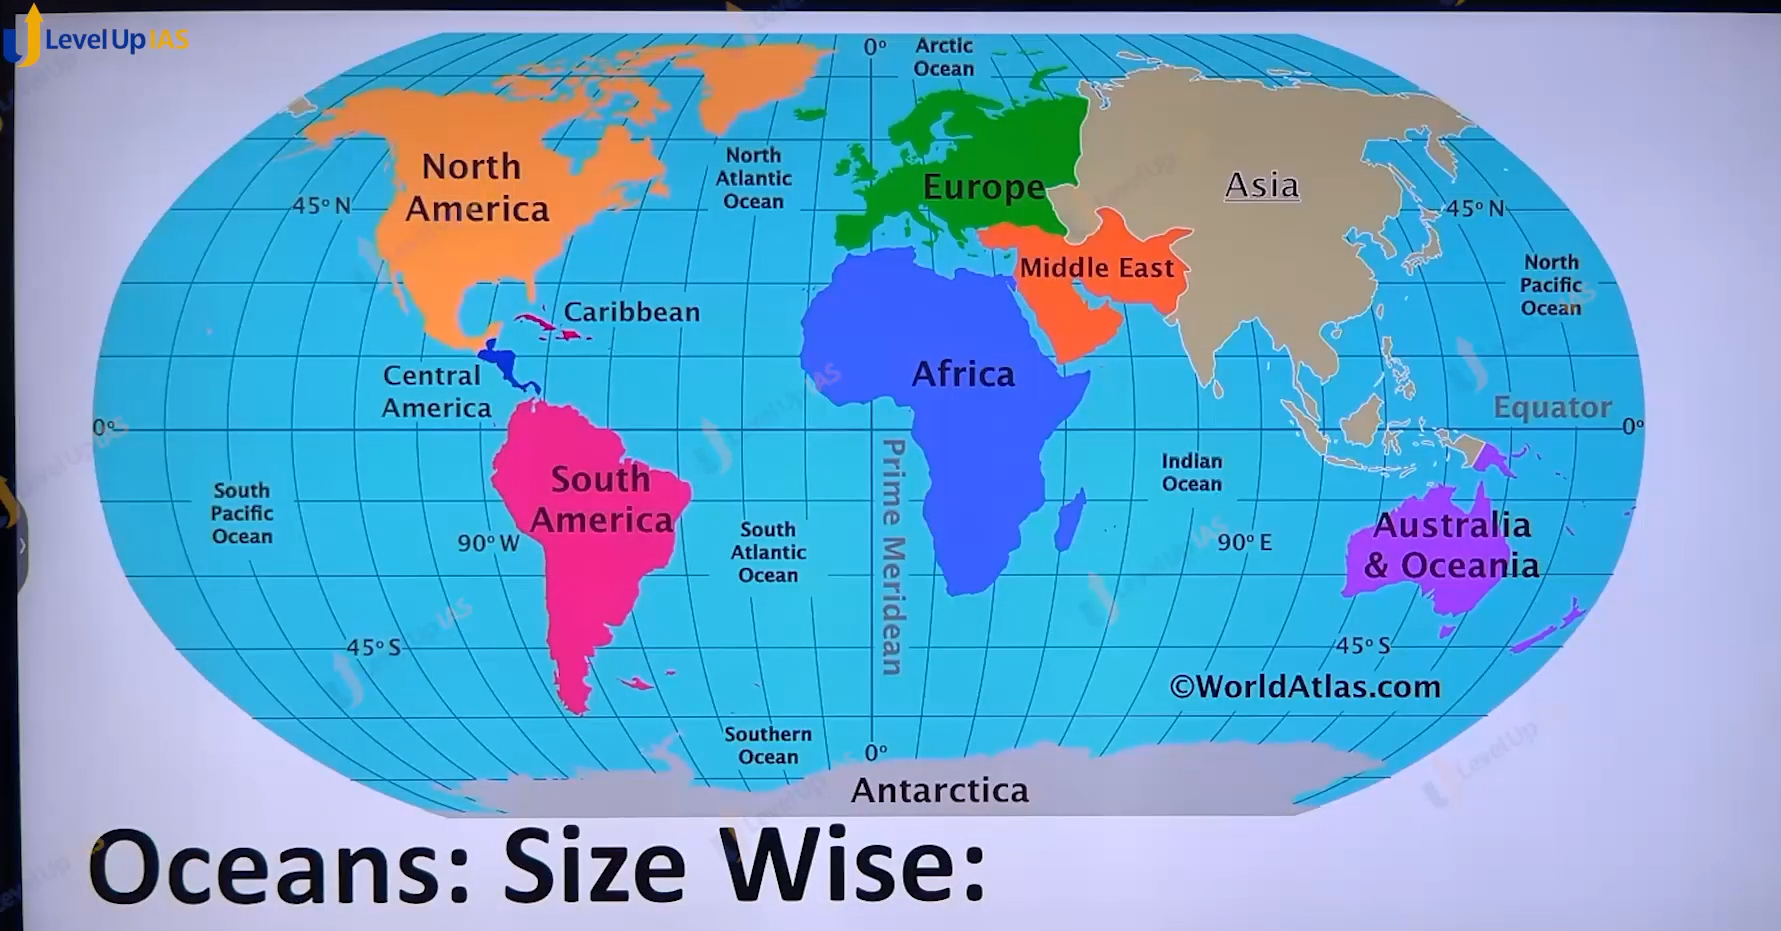 Level Up IAS
0°
Arctic
Ocean
North
America
North
Atlantic
Ocean
Europe
Asia
45° N
45° N
Middle East
North
Pacific
Ocean
Caribbean
Central
America
Africa
Equator
0°
0°
South
America
Prime Meridean
Indian
Ocean
South
Pacific
Ocean
90° W
South
Atlantic
Ocean
90° E
Australia
& Oceania
45° S
45° S
©WorldAtlas.com
Southern
Ocean
0°
Antarctica
Oceans: Size Wise: